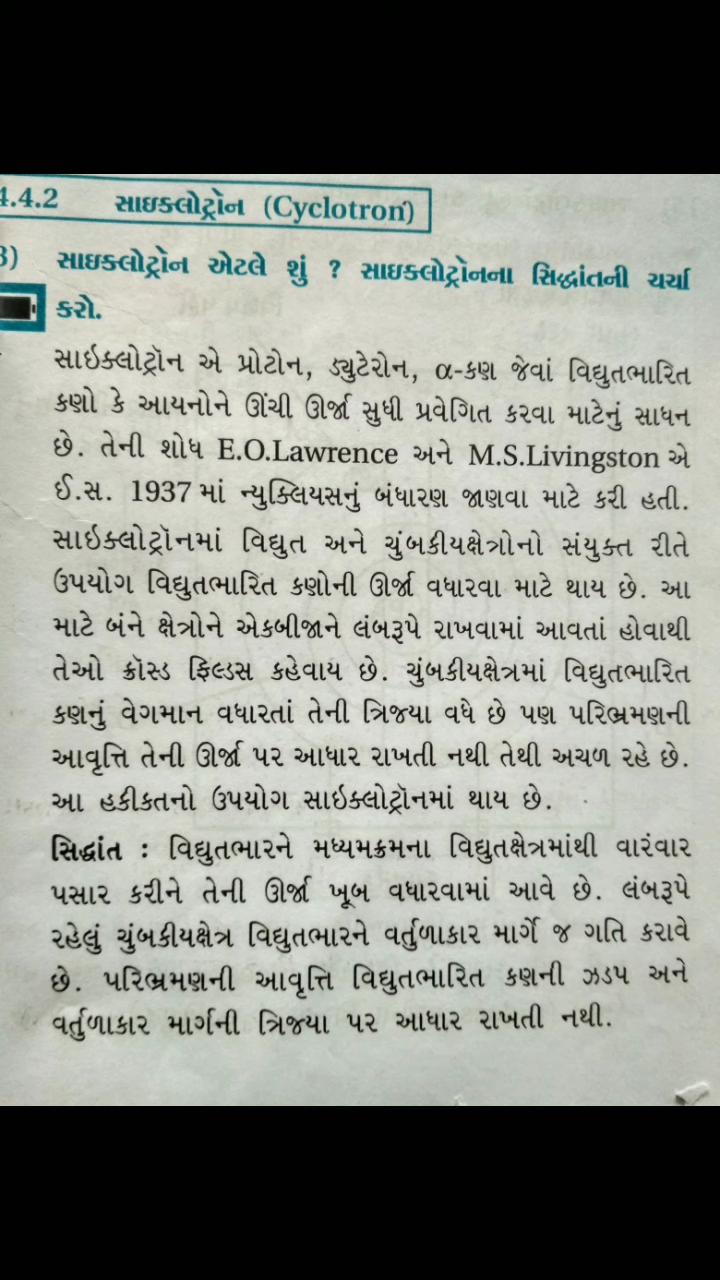 4.4.2 સાઇક્લોટ્રોન (Cyclotron)
3) સાઇક્લોટ્રોન એટલે શું ? સાઇક્લોટ્રોનના સિદ્ધાંતની ચર્ચા
કરો.
સાઇક્લોટ્રૉન એ પ્રોટોન, ડ્યુટેરોન, α-કણ જેવાં વિદ્યુતભારિત
કણો કે આયનોને ઊંચી ઊર્જા સુધી પ્રવેગિત કરવા માટેનું સાધન
છે. તેની શોધ E.O.Lawrence અને M.S.Livingston એ
ઈ.સ. 1937 માં ન્યુક્લિયસનું બંધારણ જાણવા માટે કરી હતી.
સાઇક્લોટ્રૉનમાં વિદ્યુત અને ચુંબકીયક્ષેત્રોનો સંયુક્ત રીતે
ઉપયોગ વિદ્યુતભારિત કણોની ઊર્જા વધારવા માટે થાય છે. આ
માટે બંને ક્ષેત્રોને એકબીજાને લંબરૂપે રાખવામાં આવતાં હોવાથી
તેઓ ક્રૉસ્ડ ફિલ્ડસ કહેવાય છે. ચુંબકીયક્ષેત્રમાં વિદ્યુતભારિત
કણનું વેગમાન વધારતાં તેની ત્રિજ્યા વધે છે પણ પરિભ્રમણની
આવૃત્તિ તેની ઊર્જા પર આધાર રાખતી નથી તેથી અચળ રહે છે.
આ હકીકતનો ઉપયોગ સાઇક્લોટ્રૉનમાં થાય છે.
સિદ્ધાંત : વિદ્યુતભારને મધ્યમક્રમના વિદ્યુતક્ષેત્રમાંથી વારંવાર
પસાર કરીને તેની ઊર્જા ખૂબ વધારવામાં આવે છે. લંબરૂપે
રહેલું ચુંબકીયક્ષેત્ર વિદ્યુતભારને વર્તુળાકાર માર્ગે જ ગતિ કરાવે
છે. પરિભ્રમણની આવૃત્તિ વિદ્યુતભારિત કણની ઝડપ અને
વર્તુળાકાર માર્ગની ત્રિજ્યા પર આધાર રાખતી નથી.